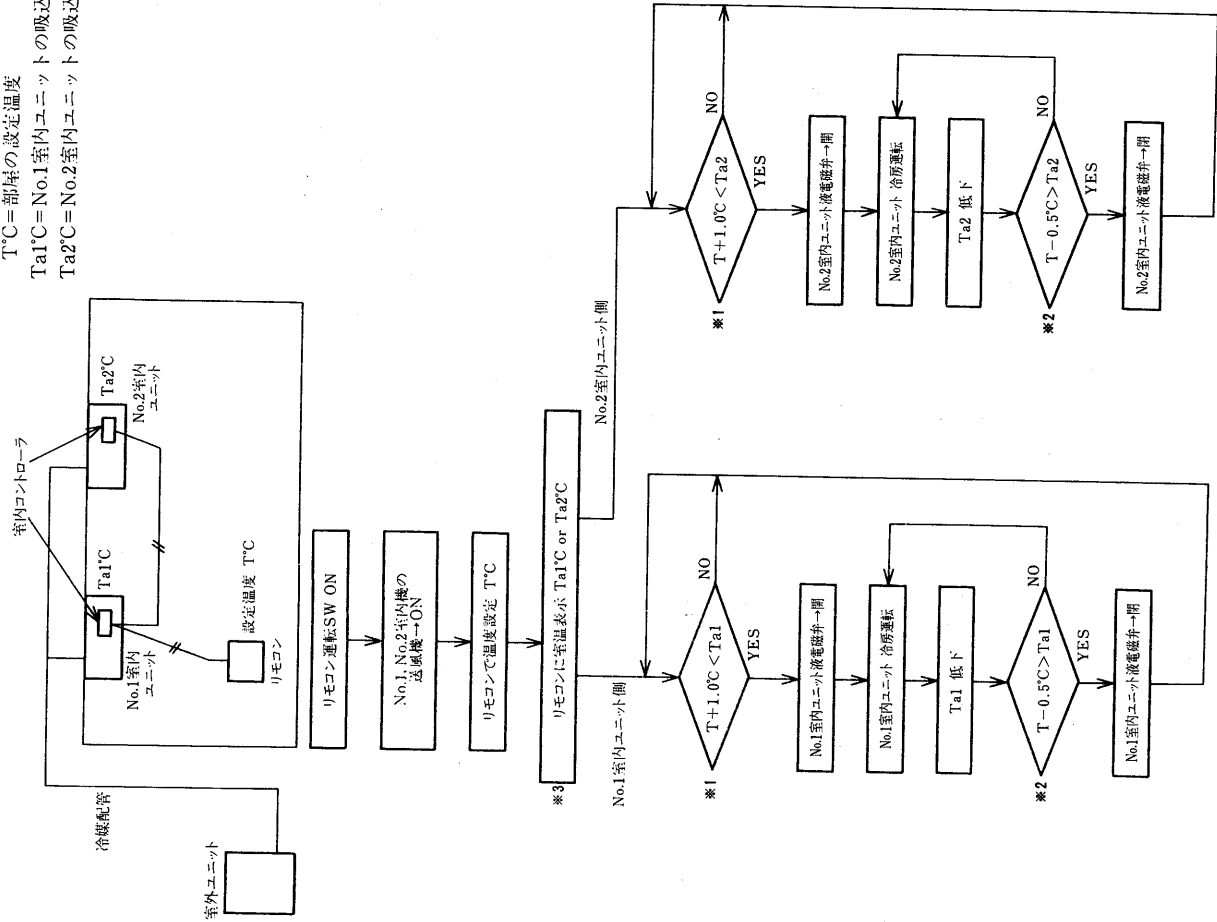 T°C=部屋の設定温度
Ta1°C=No.1室内ユニットの吸込
Ta2°C=No.2室内ユニットの吸込
室内コントローラ
Ta1°C
Ta2°C
No.1室内
ユニット
No.2室内
ユニット
設定温度 T°C
リモコン
冷媒配管
室外ユニット
リモコン運転SW ON
No.1, No.2室内機の
送風機→ON
リモコンで温度設定 T°C
※3
リモコンに室温表示 Ta1°C or Ta2°C
No.1室内ユニット側
No.2室内ユニット側
※1
T+1.0°C<Ta1
NO
YES
No.1室内ユニット液電磁弁→開
No.1室内ユニット 冷房運転
Ta1 低下
※2
T−0.5°C>Ta1
NO
YES
No.1室内ユニット液電磁弁→閉
※1
T+1.0°C<Ta2
NO
YES
No.2室内ユニット液電磁弁→開
No.2室内ユニット 冷房運転
Ta2 低下
※2
T−0.5°C>Ta2
NO
YES
No.2室内ユニット液電磁弁→閉